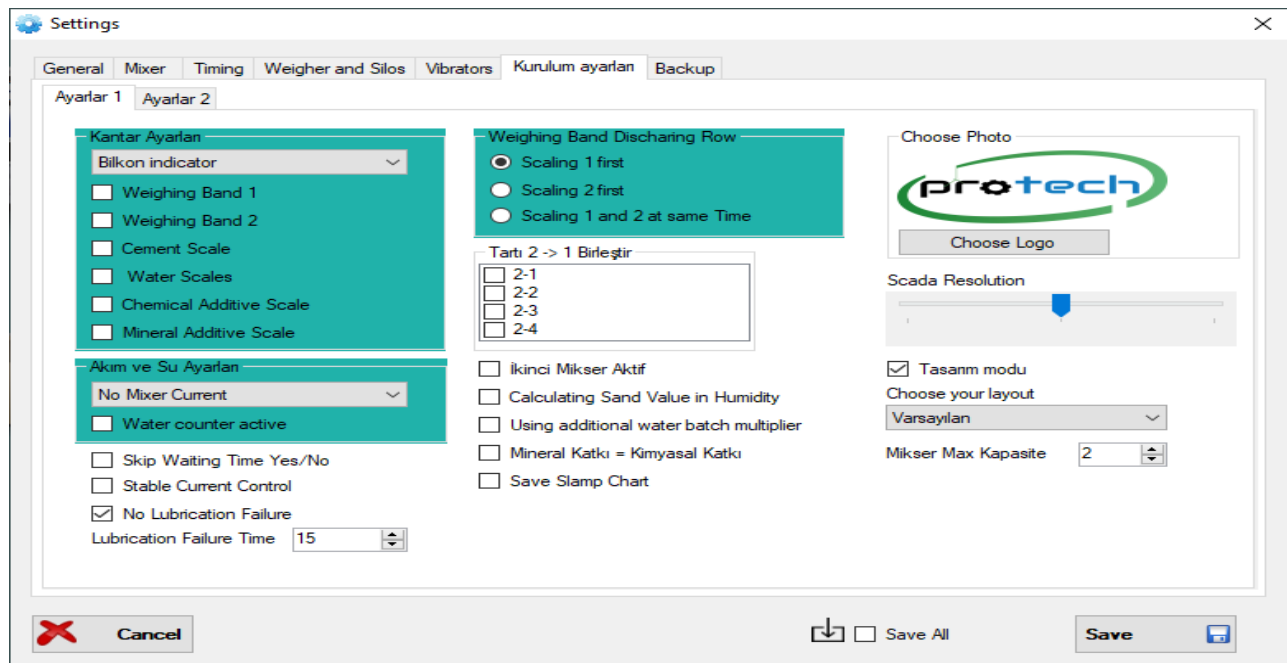 Settings
General Mixer Timing Weigher and Silos Vibrators Kurulum ayarları Backup
Ayarlar 1 Ayarlar 2
Kantar Ayarları
Bilkon indicator
Weighing Band 1
Weighing Band 2
Cement Scale
Water Scales
Chemical Additive Scale
Mineral Additive Scale
Akım ve Su Ayarları
No Mixer Current
Water counter active
Skip Waiting Time Yes/No
Stable Current Control
No Lubrication Failure
Lubrication Failure Time 15
Weighing Band Discharing Row
Scaling 1 first
Scaling 2 first
Scaling 1 and 2 at same Time
Tartı 2 -> 1 Birleştir
2-1
2-2
2-3
2-4
İkinci Mikser Aktif
Calculating Sand Value in Humidity
Using additional water batch multiplier
Mineral Katkı = Kimyasal Katkı
Save Slamp Chart
Choose Photo
protech
Choose Logo
Scada Resolution
Tasarım modu
Choose your layout
Varsayılan
Mikser Max Kapasite 2
Cancel
Save All
Save